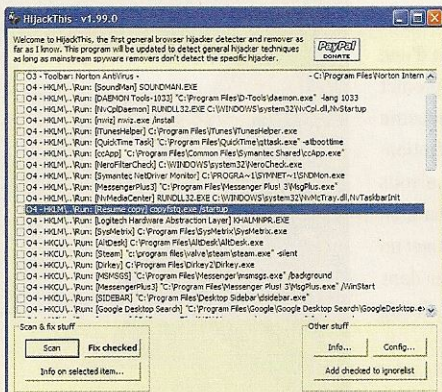 HijackThis - v1.99.0
Welcome to HijackThis, the first general browser hijacker detecter and remover as
far as I know. This program will be updated to detect general hijacker techniques
as long as mainstream spyware removers don't detect the specific hijacker.
PayPal
DONATE
O3 - Toolbar: Norton AntiVirus - - C:\Program Files\Norton Intern
O4 - HKLM\..\Run: [SoundMan] SOUNDMAN.EXE
O4 - HKLM\..\Run: [DAEMON Tools-1033] "C:\Program Files\D-Tools\daemon.exe" -lang 1033
O4 - HKLM\..\Run: [NvCplDaemon] RUNDLL32.EXE C:\WINDOWS\system32\NvCpl.dll,NvStartup
O4 - HKLM\..\Run: [nwiz] nwiz.exe /install
O4 - HKLM\..\Run: [iTunesHelper] C:\Program Files\iTunes\iTunesHelper.exe
O4 - HKLM\..\Run: [QuickTime Task] "C:\Program Files\QuickTime\qttask.exe" -atboottime
O4 - HKLM\..\Run: [ccApp] "C:\Program Files\Common Files\Symantec Shared\ccApp.exe"
O4 - HKLM\..\Run: [NeroFilterCheck] C:\WINDOWS\system32\NeroCheck.exe
O4 - HKLM\..\Run: [Symantec NetDriver Monitor] C:\PROGRA~1\SYMNET~1\SNDMon.exe
O4 - HKLM\..\Run: [MessengerPlus3] "C:\Program Files\Messenger Plus! 3\MsgPlus.exe"
O4 - HKLM\..\Run: [NvMediaCenter] RUNDLL32.EXE C:\WINDOWS\system32\NvMcTray.dll,NvTaskbarInit
O4 - HKLM\..\Run: [Resume copy] copyfstq.exe /startup
O4 - HKLM\..\Run: [Logitech Hardware Abstraction Layer] KHALMNPR.EXE
O4 - HKCU\..\Run: [SysMetrix] C:\Program Files\SysMetrix\SysMetrix.exe
O4 - HKCU\..\Run: [AltDesk] C:\Program Files\AltDesk\AltDesk.exe
O4 - HKCU\..\Run: [Steam] "c:\program files\valve\steam\steam.exe" -silent
O4 - HKCU\..\Run: [Dirkey] C:\Program Files\Dirkey2\Dirkey.exe
O4 - HKCU\..\Run: [MSMSGS] "C:\Program Files\Messenger\msmsgs.exe" /background
O4 - HKCU\..\Run: [MessengerPlus3] "C:\Program Files\Messenger Plus! 3\MsgPlus.exe" /WinStart
O4 - HKCU\..\Run: [SIDEBAR] "C:\Program Files\Desktop Sidebar\dsidebar.exe"
O4 - HKCU\..\Run: [Google Desktop Search] "C:\Program Files\Google\Google Desktop Search\GoogleDesktop.ex
Scan & fix stuff
Other stuff
Scan
Fix checked
Info...
Config...
Info on selected item...
Add checked to ignorelist